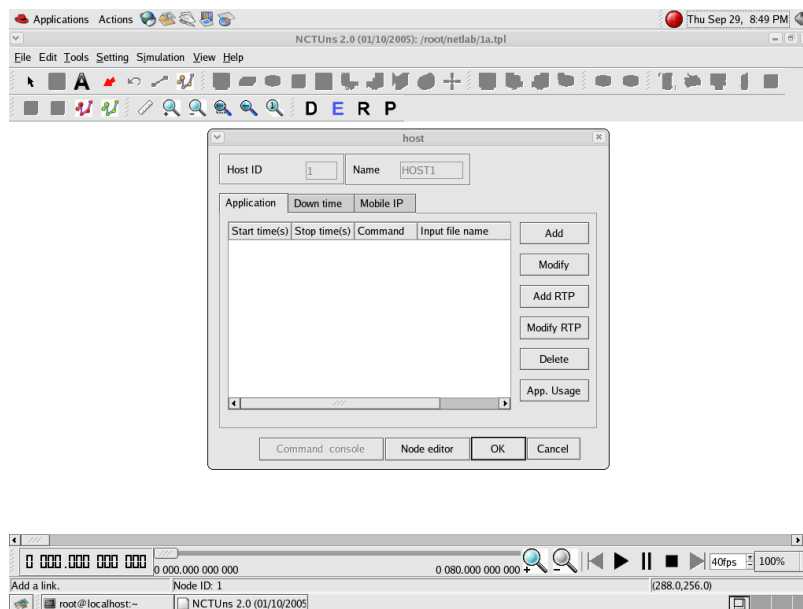 Applications Actions Thu Sep 29, 8:49 PM
NCTUns 2.0 (01/10/2005): /root/netlab/1a.tpl
File Edit Tools Setting Simulation View Help
A
D E R P
host
Host ID 1 Name HOST1
Application Down time Mobile IP
Start time(s) Stop time(s) Command Input file name
Add
Modify
Add RTP
Modify RTP
Delete
App. Usage
Command console Node editor OK Cancel
0 000.000 000 000 0 000.000 000 000 0 080.000 000 000 40fps 100%
Add a link. Node ID: 1 (288.0,256.0)
root@localhost:~ NCTUns 2.0 (01/10/2005